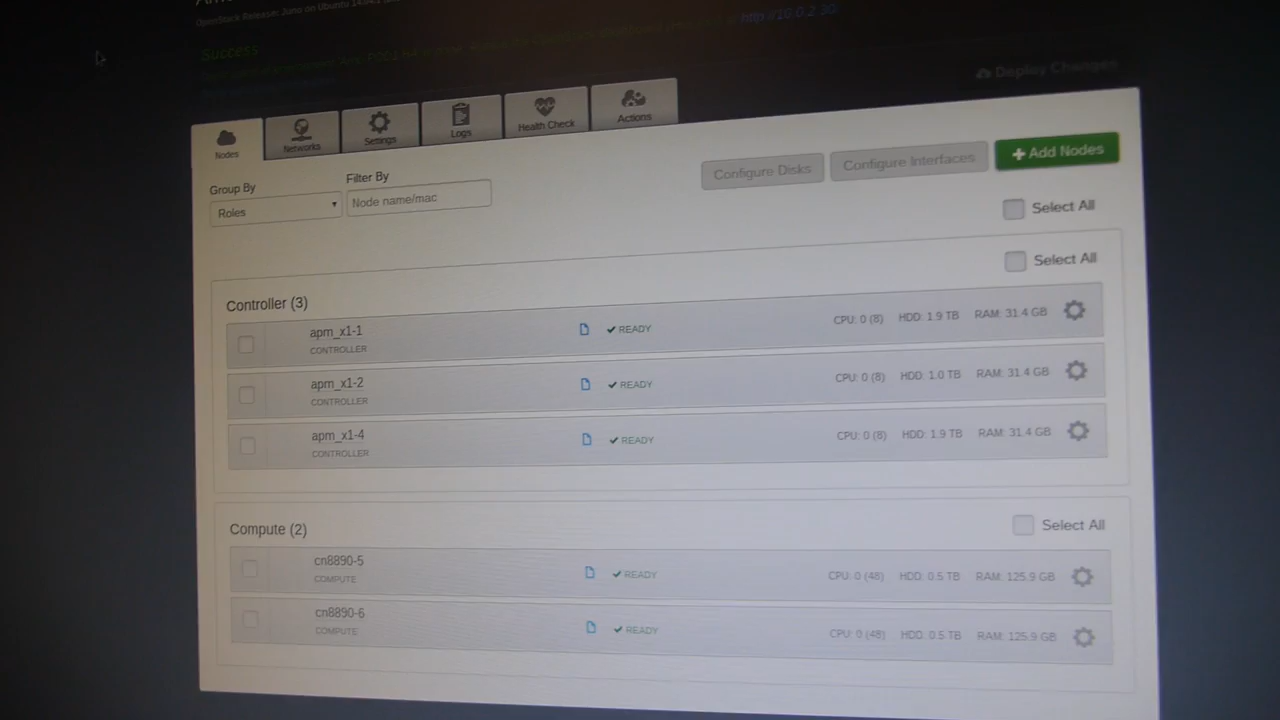 OpenStack Release: Juno on Ubuntu
Success
http://10.0.2.30
Deploy Changes
Nodes
Networks
Settings
Logs
Health Check
Actions
Configure Disks
Configure Interfaces
+ Add Nodes
Group By
Filter By
Roles
Node name/mac
Select All
Select All
Controller (3)
apm_x1-1
CONTROLLER
READY
CPU: 0 (8) HDD: 1.9 TB RAM: 31.4 GB
apm_x1-2
CONTROLLER
READY
CPU: 0 (8) HDD: 1.0 TB RAM: 31.4 GB
apm_x1-4
CONTROLLER
READY
CPU: 0 (8) HDD: 1.9 TB RAM: 31.4 GB
Compute (2)
Select All
cn8890-5
COMPUTE
READY
CPU: 0 (48) HDD: 0.5 TB RAM: 125.9 GB
cn8890-6
COMPUTE
READY
CPU: 0 (48) HDD: 0.5 TB RAM: 125.9 GB